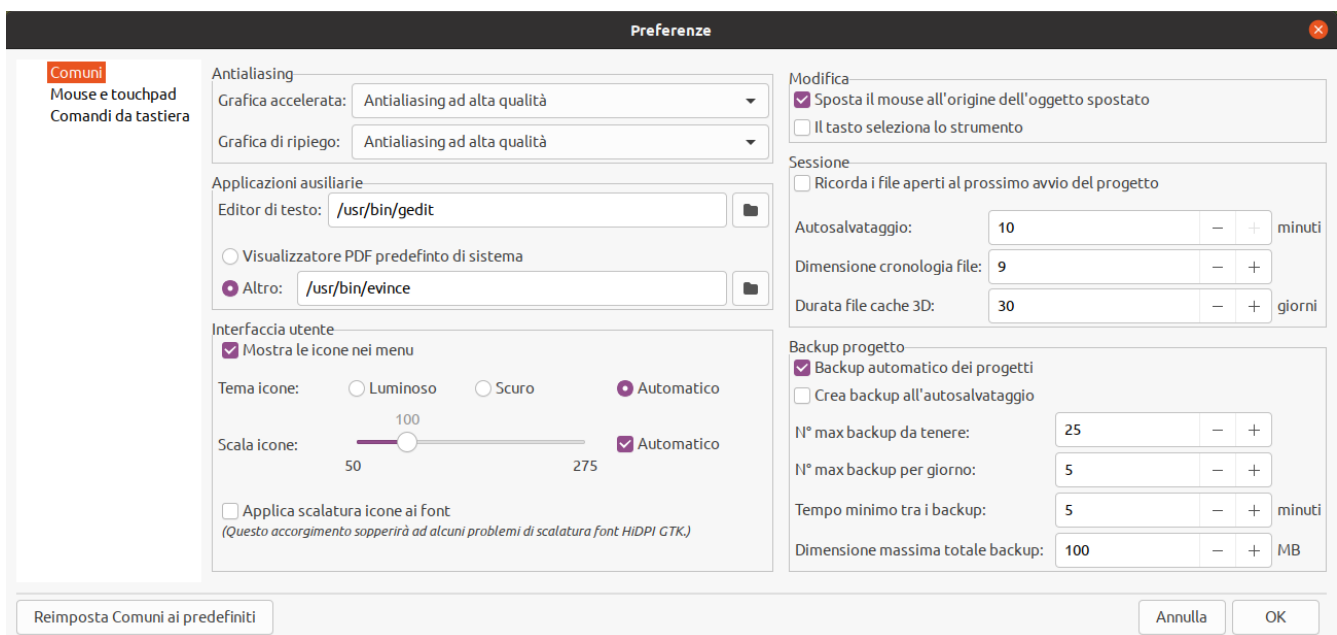 Preferenze
Comuni
Mouse e touchpad
Comandi da tastiera
Antialiasing
Grafica accelerata: Antialiasing ad alta qualità
Grafica di ripiego: Antialiasing ad alta qualità
Applicazioni ausiliarie
Editor di testo: /usr/bin/gedit
Visualizzatore PDF predefinto di sistema
Altro: /usr/bin/evince
Interfaccia utente
Mostra le icone nei menu
Tema icone: Luminoso Scuro Automatico
100
Scala icone: Automatico
50 275
Applica scalatura icone ai font
(Questo accorgimento sopperirà ad alcuni problemi di scalatura font HiDPI GTK.)
Modifica
Sposta il mouse all'origine dell'oggetto spostato
Il tasto seleziona lo strumento
Sessione
Ricorda i file aperti al prossimo avvio del progetto
Autosalvataggio: 10 − + minuti
Dimensione cronologia file: 9 − +
Durata file cache 3D: 30 − + giorni
Backup progetto
Backup automatico dei progetti
Crea backup all'autosalvataggio
N° max backup da tenere: 25 − +
N° max backup per giorno: 5 − +
Tempo minimo tra i backup: 5 − + minuti
Dimensione massima totale backup: 100 − + MB
Reimposta Comuni ai predefiniti
Annulla OK